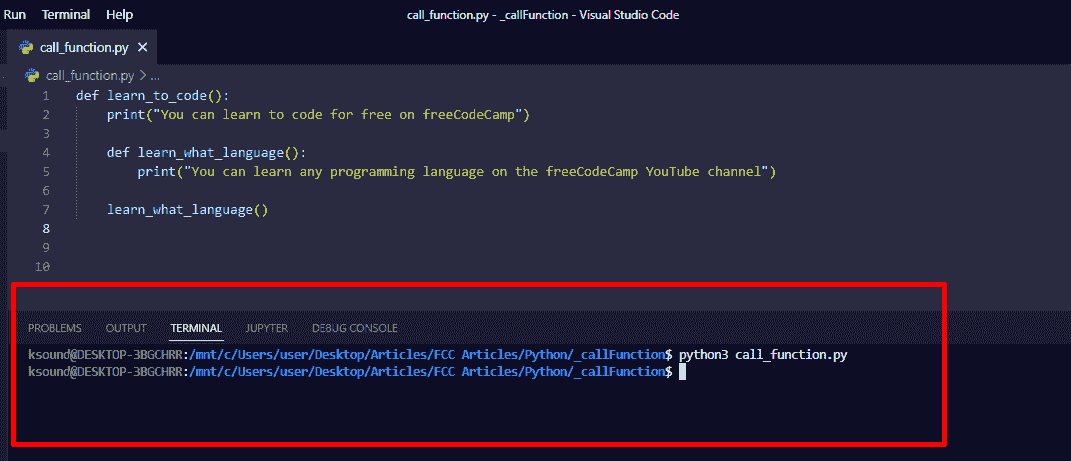 Run Terminal Help call_function.py - _callFunction - Visual Studio Code
call_function.py ×
call_function.py > ...
1 def learn_to_code():
2     print("You can learn to code for free on freeCodeCamp")
3
4     def learn_what_language():
5         print("You can learn any programming language on the freeCodeCamp YouTube channel")
6
7     learn_what_language()
8
9
10
PROBLEMS OUTPUT TERMINAL JUPYTER DEBUG CONSOLE
ksound@DESKTOP-3BGCHRR:/mnt/c/Users/user/Desktop/Articles/FCC Articles/Python/_callFunction$ python3 call_function.py
ksound@DESKTOP-3BGCHRR:/mnt/c/Users/user/Desktop/Articles/FCC Articles/Python/_callFunction$